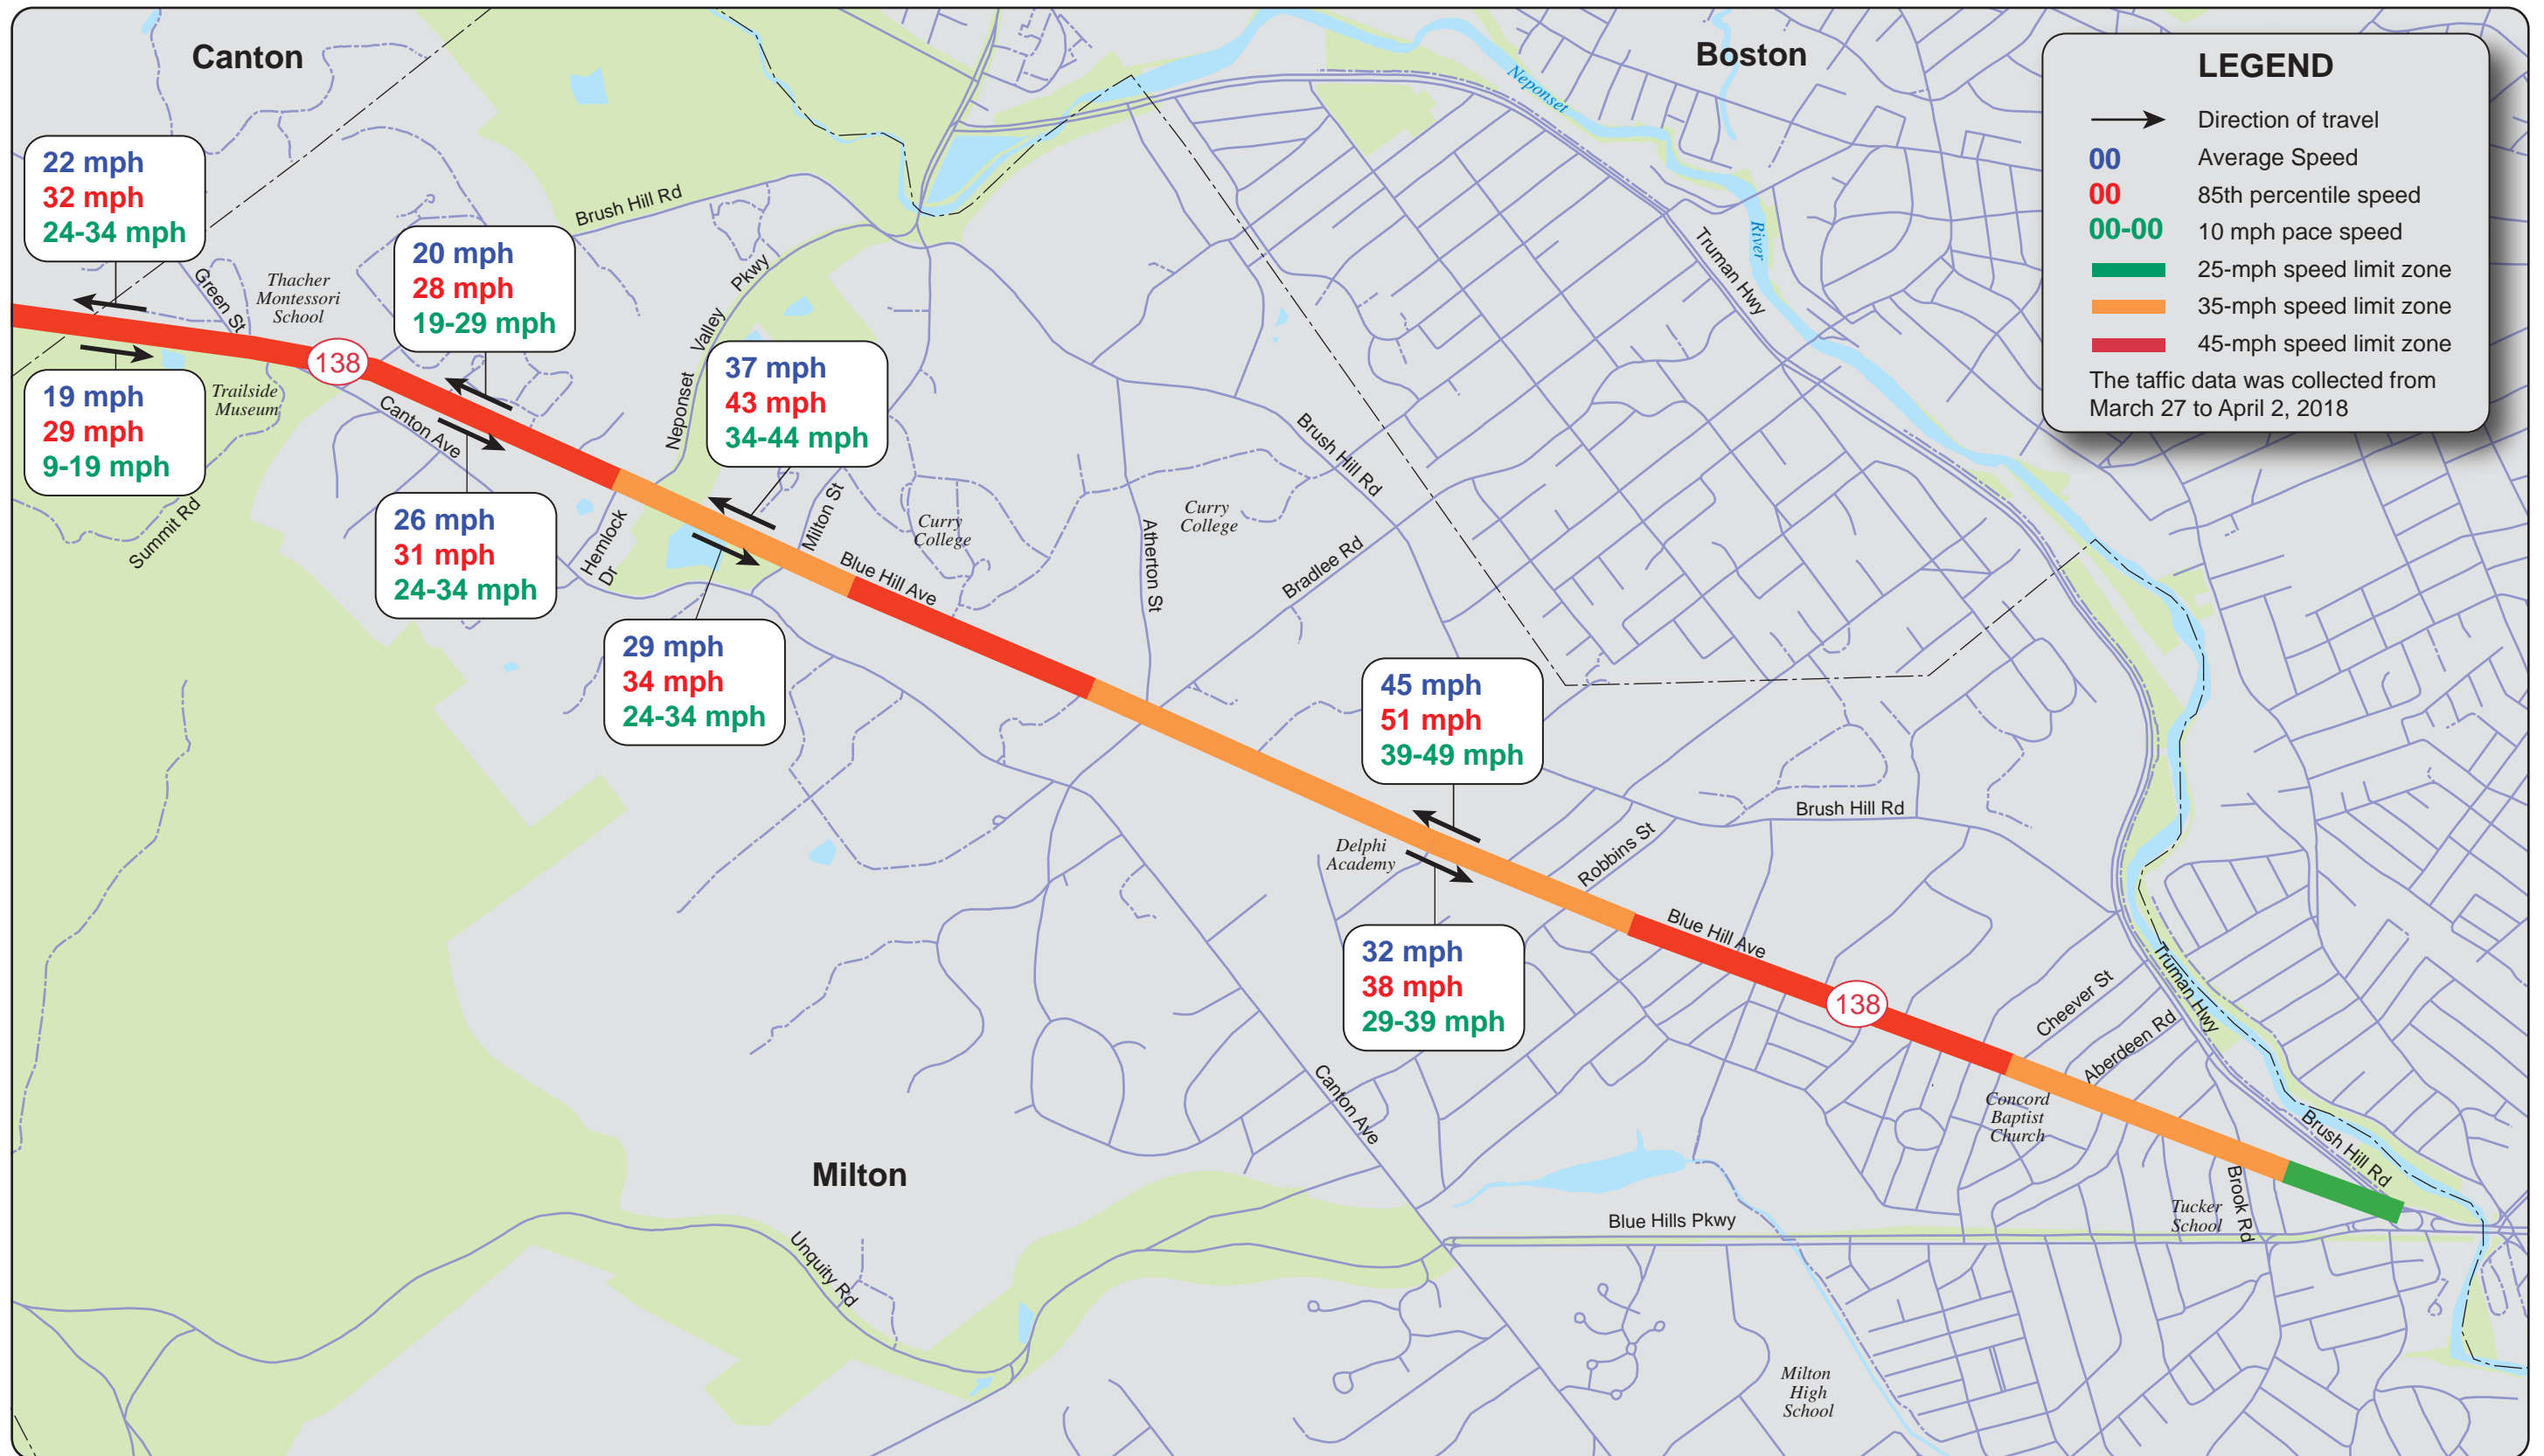 Canton
Boston
LEGEND
Direction of travel
00 Average Speed
00 85th percentile speed
00-00 10 mph pace speed
25-mph speed limit zone
35-mph speed limit zone
45-mph speed limit zone
The taffic data was collected from
March 27 to April 2, 2018
Neponset
River
Truman Hwy
22 mph
32 mph
24-34 mph
Brush Hill Rd
20 mph
28 mph
19-29 mph
Green St
Thacher
Montessori
School
Neponset Valley Pkwy
138
37 mph
43 mph
34-44 mph
19 mph
29 mph
9-19 mph
Trailside
Museum
Canton Ave
Summit Rd
26 mph
31 mph
24-34 mph
Hemlock
Dr
Milton St
Curry
College
Blue Hill Ave
Atherton St
Curry
College
Brush Hill Rd
Bradlee Rd
29 mph
34 mph
24-34 mph
45 mph
51 mph
39-49 mph
Brush Hill Rd
Delphi
Academy
Robbins St
32 mph
38 mph
29-39 mph
Blue Hill Ave
138
Cheever St
Truman Hwy
Aberdeen Rd
Concord
Baptist
Church
Canton Ave
Brush Hill Rd
Milton
Tucker
School
Brook Rd
Blue Hills Pkwy
Unquity Rd
Milton
High
School